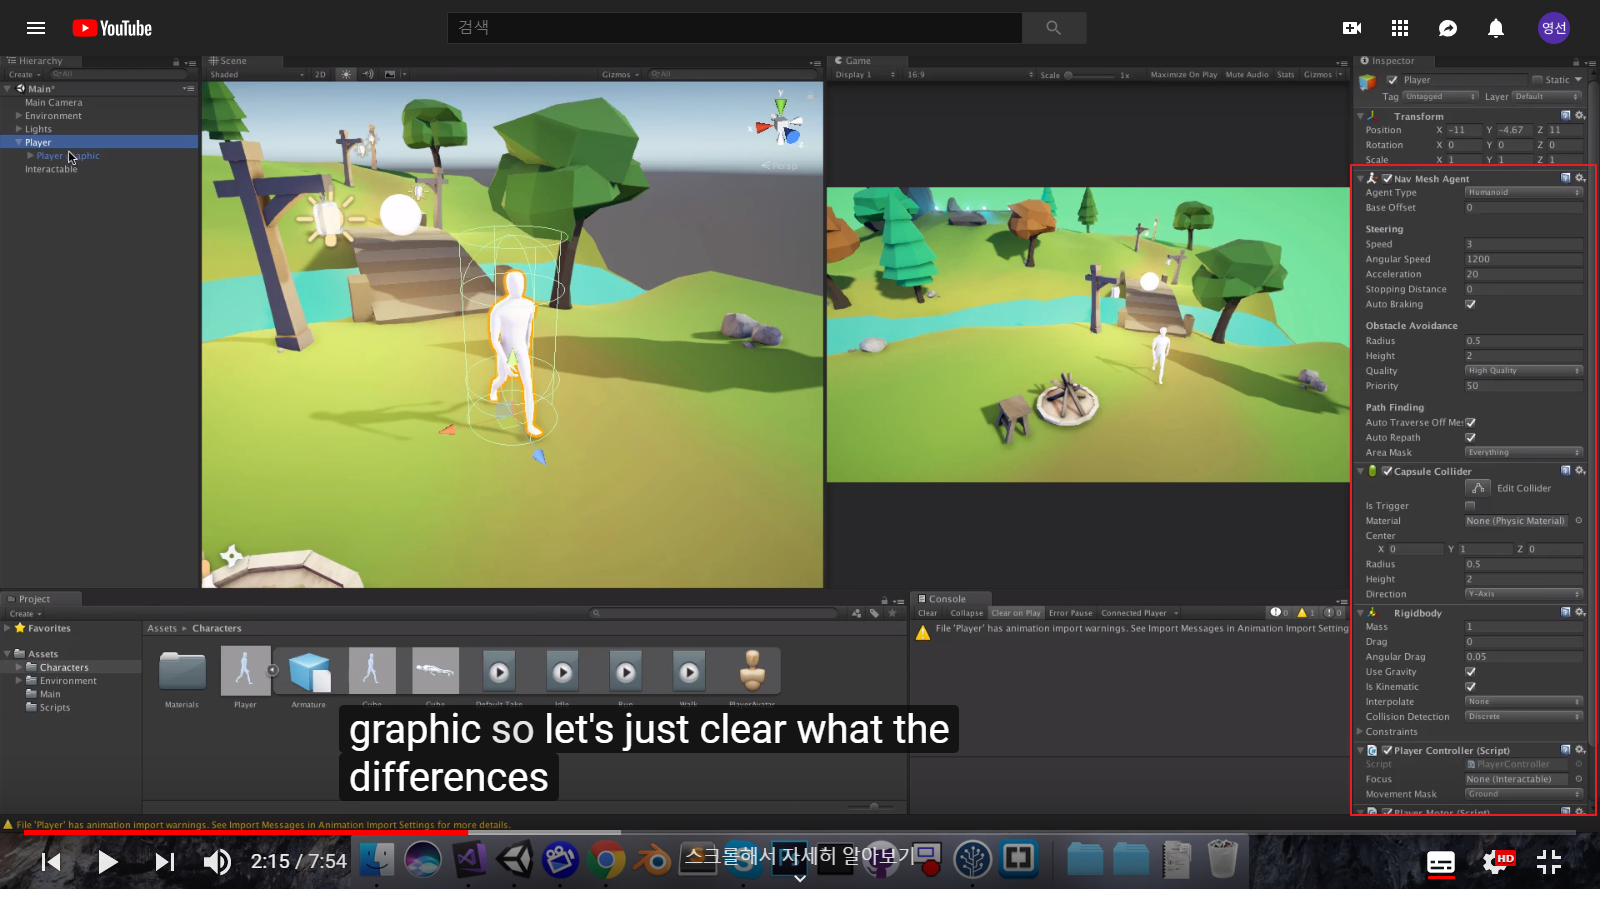 YouTube
검색
영선
Hierarchy
Create
All
Main*
Main Camera
Environment
Lights
Player
Player Graphic
Interactable
Scene
Shaded
2D
Gizmos
All
y
x
z
Persp
Game
Display 1
16:9
Scale
1x
Maximize On Play
Mute Audio
Stats
Gizmos
Inspector
Player
Static
Tag
Untagged
Layer
Default
Transform
Position X -11 Y -4.67 Z 11
Rotation X 0 Y 0 Z 0
Scale X 1 Y 1 Z 1
Nav Mesh Agent
Agent Type Humanoid
Base Offset 0
Steering
Speed 3
Angular Speed 1200
Acceleration 20
Stopping Distance 0
Auto Braking
Obstacle Avoidance
Radius 0.5
Height 2
Quality High Quality
Priority 50
Path Finding
Auto Traverse Off Mes
Auto Repath
Area Mask Everything
Capsule Collider
Edit Collider
Is Trigger
Material None (Physic Material)
Center
X 0 Y 1 Z 0
Radius 0.5
Height 2
Direction Y-Axis
Rigidbody
Mass 1
Drag 0
Angular Drag 0.05
Use Gravity
Is Kinematic
Interpolate None
Collision Detection Discrete
Constraints
Player Controller (Script)
Script PlayerController
Focus None (Interactable)
Movement Mask Ground
Player Motor (Script)
Project
Create
Favorites
Assets
Characters
Environment
Main
Scripts
Assets ▸ Characters
Materials
Player
Armature
Cube
Cube
Default Take
Idle
Run
Walk
PlayerAvatar
Console
Clear
Collapse
Clear on Play
Error Pause
Connected Player
0
1
0
File 'Player' has animation import warnings. See Import Messages in Animation Import Setting
graphic so let's just clear what the
differences
File 'Player' has animation import warnings. See Import Messages in Animation Import Settings for more details.
2:15 / 7:54
스크롤해서 자세히 알아보기
HD